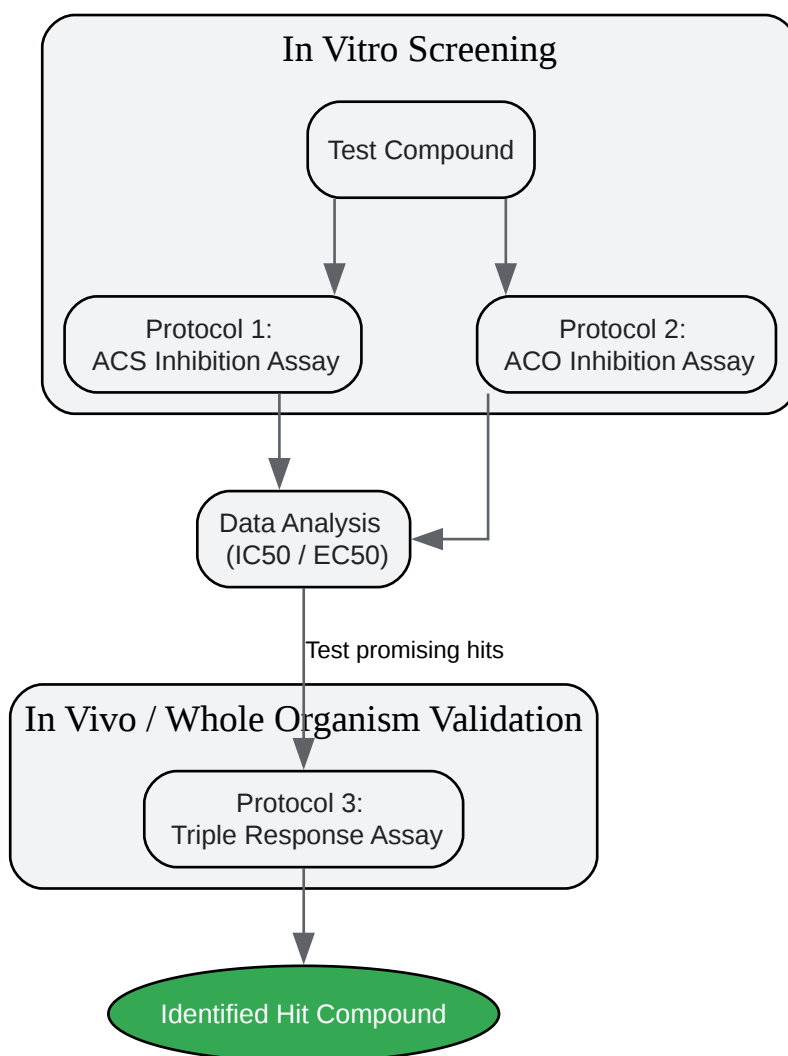 In Vitro Screening
Test Compound
Protocol 1:
ACS Inhibition Assay
Protocol 2:
ACO Inhibition Assay
Data Analysis
(IC50 / EC50)
Test promising hits
In Vivo / Whole Organism Validation
Protocol 3:
Triple Response Assay
Identified Hit Compound